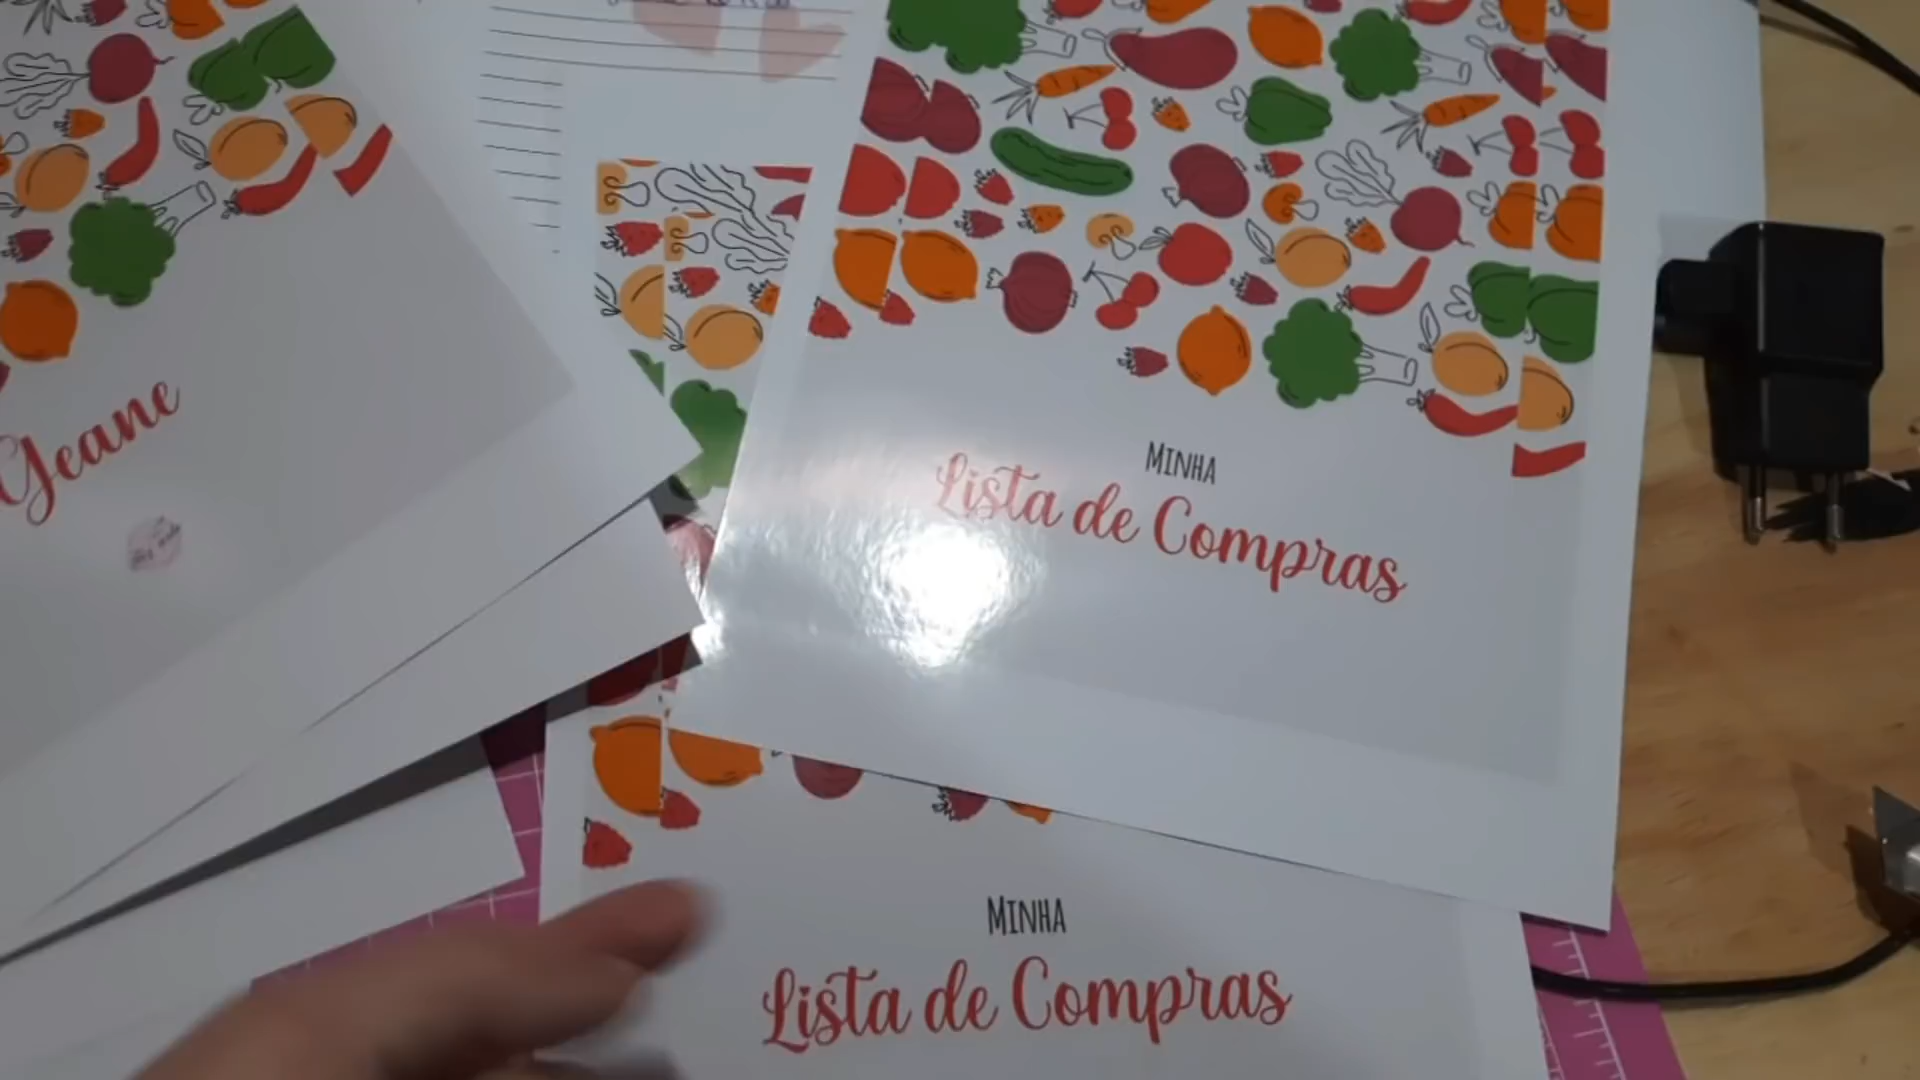 Geane
MINHA
Lista de Compras
MINHA
Lista de Compras